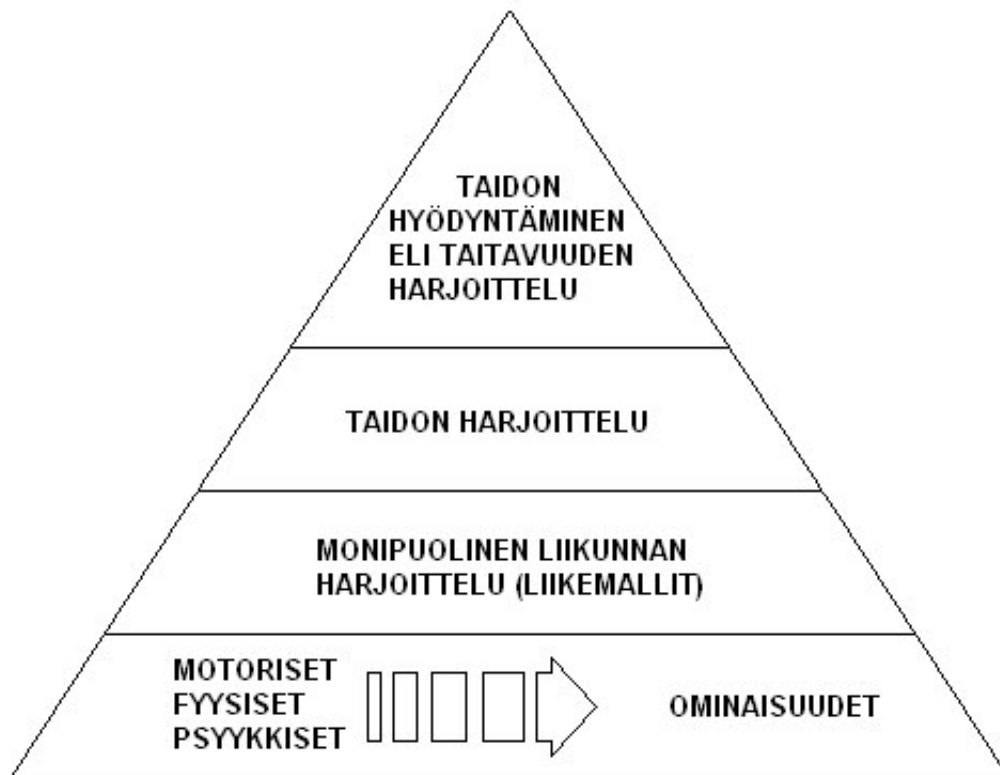 TAIDON
HYÖDYNTÄMINEN
ELI TAITAVUUDEN
HARJOITTELU
TAIDON HARJOITTELU
MONIPUOLINEN LIIKUNNAN
HARJOITTELU (LIIKEMALLIT)
MOTORISET
FYYSISET
PSYYKKISET
OMINAISUUDET